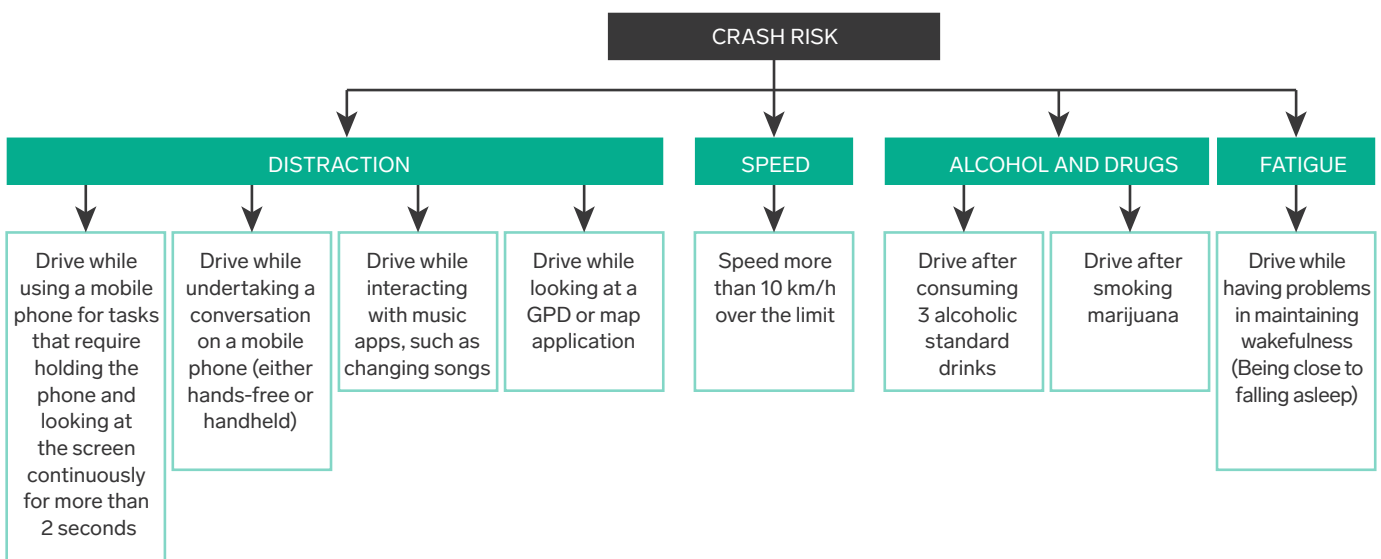 CRASH RISK
DISTRACTION
SPEED
ALCOHOL AND DRUGS
FATIGUE
Drive while
using a mobile
phone for tasks
that require
holding the
phone and
looking at
the screen
continuously
for more than
2 seconds
Drive while
undertaking a
conversation
on a mobile
phone (either
hands-free or
handheld)
Drive while
interacting
with music
apps, such as
changing songs
Drive while
looking at a
GPD or map
application
Speed more
than 10 km/h
over the limit
Drive after
consuming
3 alcoholic
standard
drinks
Drive after
smoking
marijuana
Drive while
having problems
in maintaining
wakefulness
(Being close to
falling asleep)